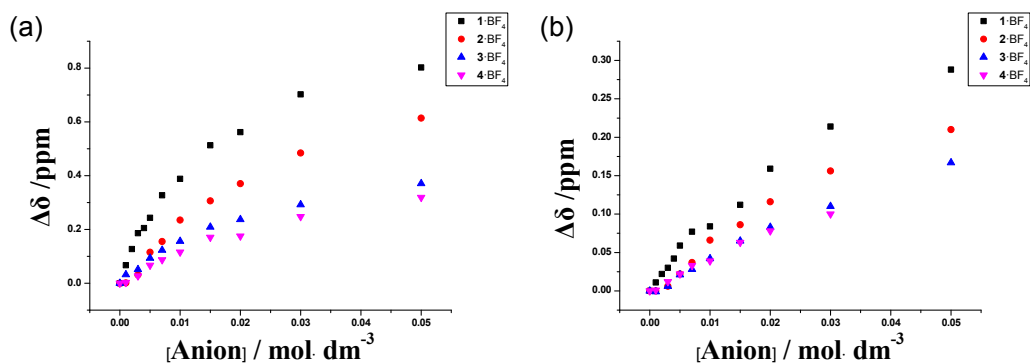 (a)
1·BF4
2·BF4
3·BF4
4·BF4
0.8
0.6
0.4
0.2
0.0
Δδ /ppm
0.00 0.01 0.02 0.03 0.04 0.05
[Anion] / mol· dm⁻³
(b)
1·BF4
2·BF4
3·BF4
4·BF4
0.30
0.25
0.20
0.15
0.10
0.05
0.00
Δδ /ppm
0.00 0.01 0.02 0.03 0.04 0.05
[Anion] / mol· dm⁻³